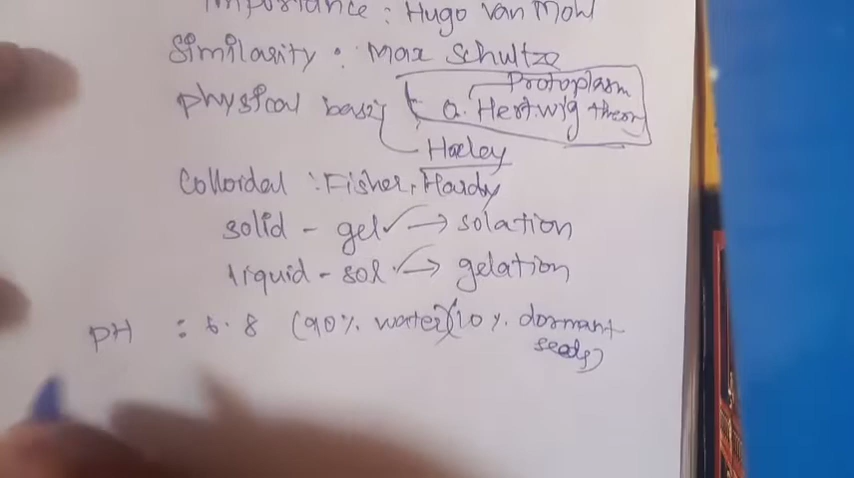 Importance : Hugo Van Mohl
Similarity : Max Schultze
Protoplasm
Physical basis O. Hertwig theory
Huxley
Colloidal : Fisher, Hardy
solid - gel → solation
liquid - sol → gelation
PH : 6.8 (90% water) (10% dormant
seeds)